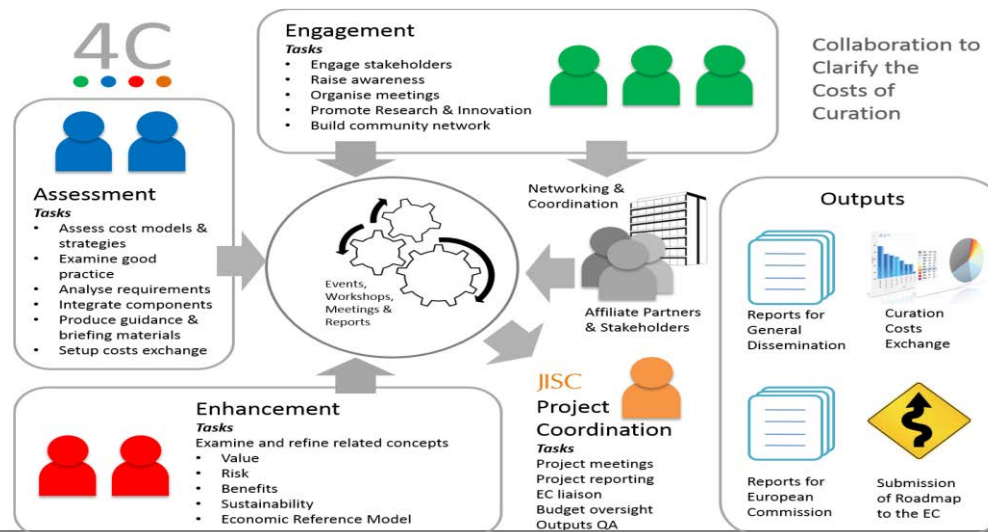 4C
Engagement
Tasks
• Engage stakeholders
• Raise awareness
• Organise meetings
• Promote Research & Innovation
• Build community network
Collaboration to
Clarify the
Costs of
Curation
Assessment
Tasks
• Assess cost models &
strategies
• Examine good
practice
• Analyse requirements
• Integrate components
• Produce guidance &
briefing materials
• Setup costs exchange
Events,
Workshops,
Meetings &
Reports
Networking &
Coordination
Affiliate Partners
& Stakeholders
Outputs
Reports for
General
Dissemination
Curation
Costs
Exchange
Reports for
European
Commission
Submission
of Roadmap
to the EC
Enhancement
Tasks
Examine and refine related concepts
• Value
• Risk
• Benefits
• Sustainability
• Economic Reference Model
JISC
Project
Coordination
Tasks
Project meetings
Project reporting
EC liaison
Budget oversight
Outputs QA